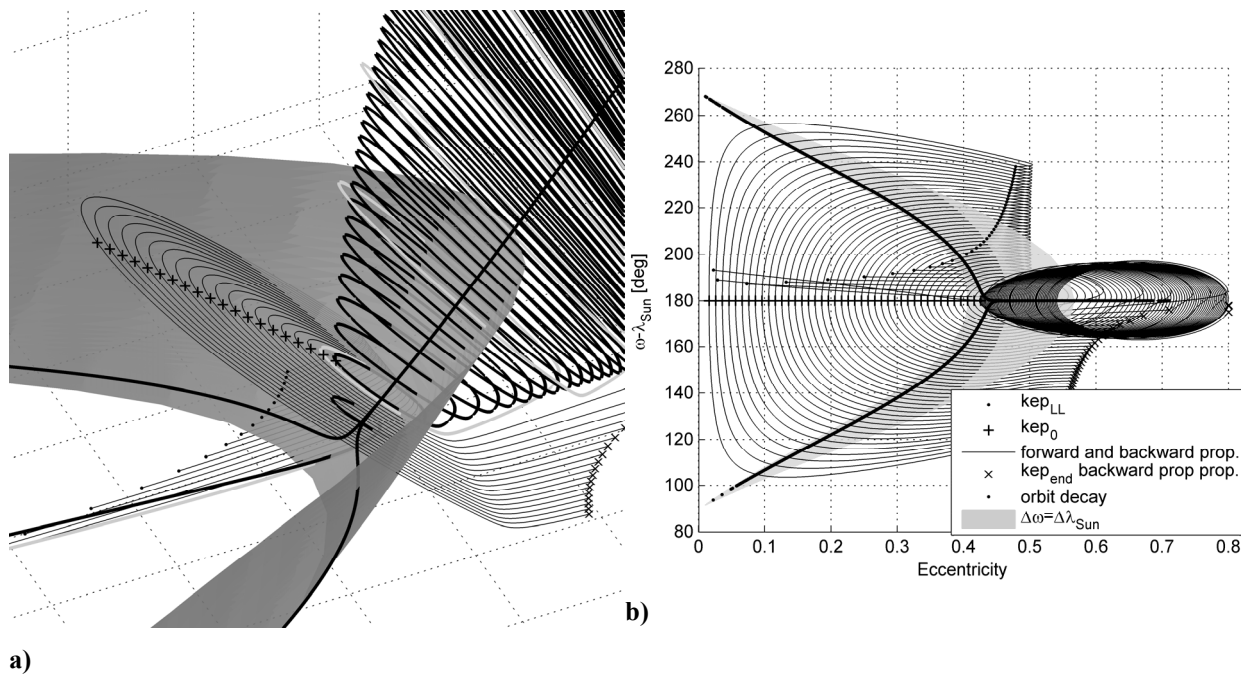 280
260
240
220
200
180
160
140
120
100
80
ω-λSun [deg]
0
0.1
0.2
0.3
0.4
0.5
0.6
0.7
0.8
Eccentricity
kepLL
kep0
forward and backward prop.
kepend backward prop prop.
orbit decay
Δω=ΔλSun
b)
a)